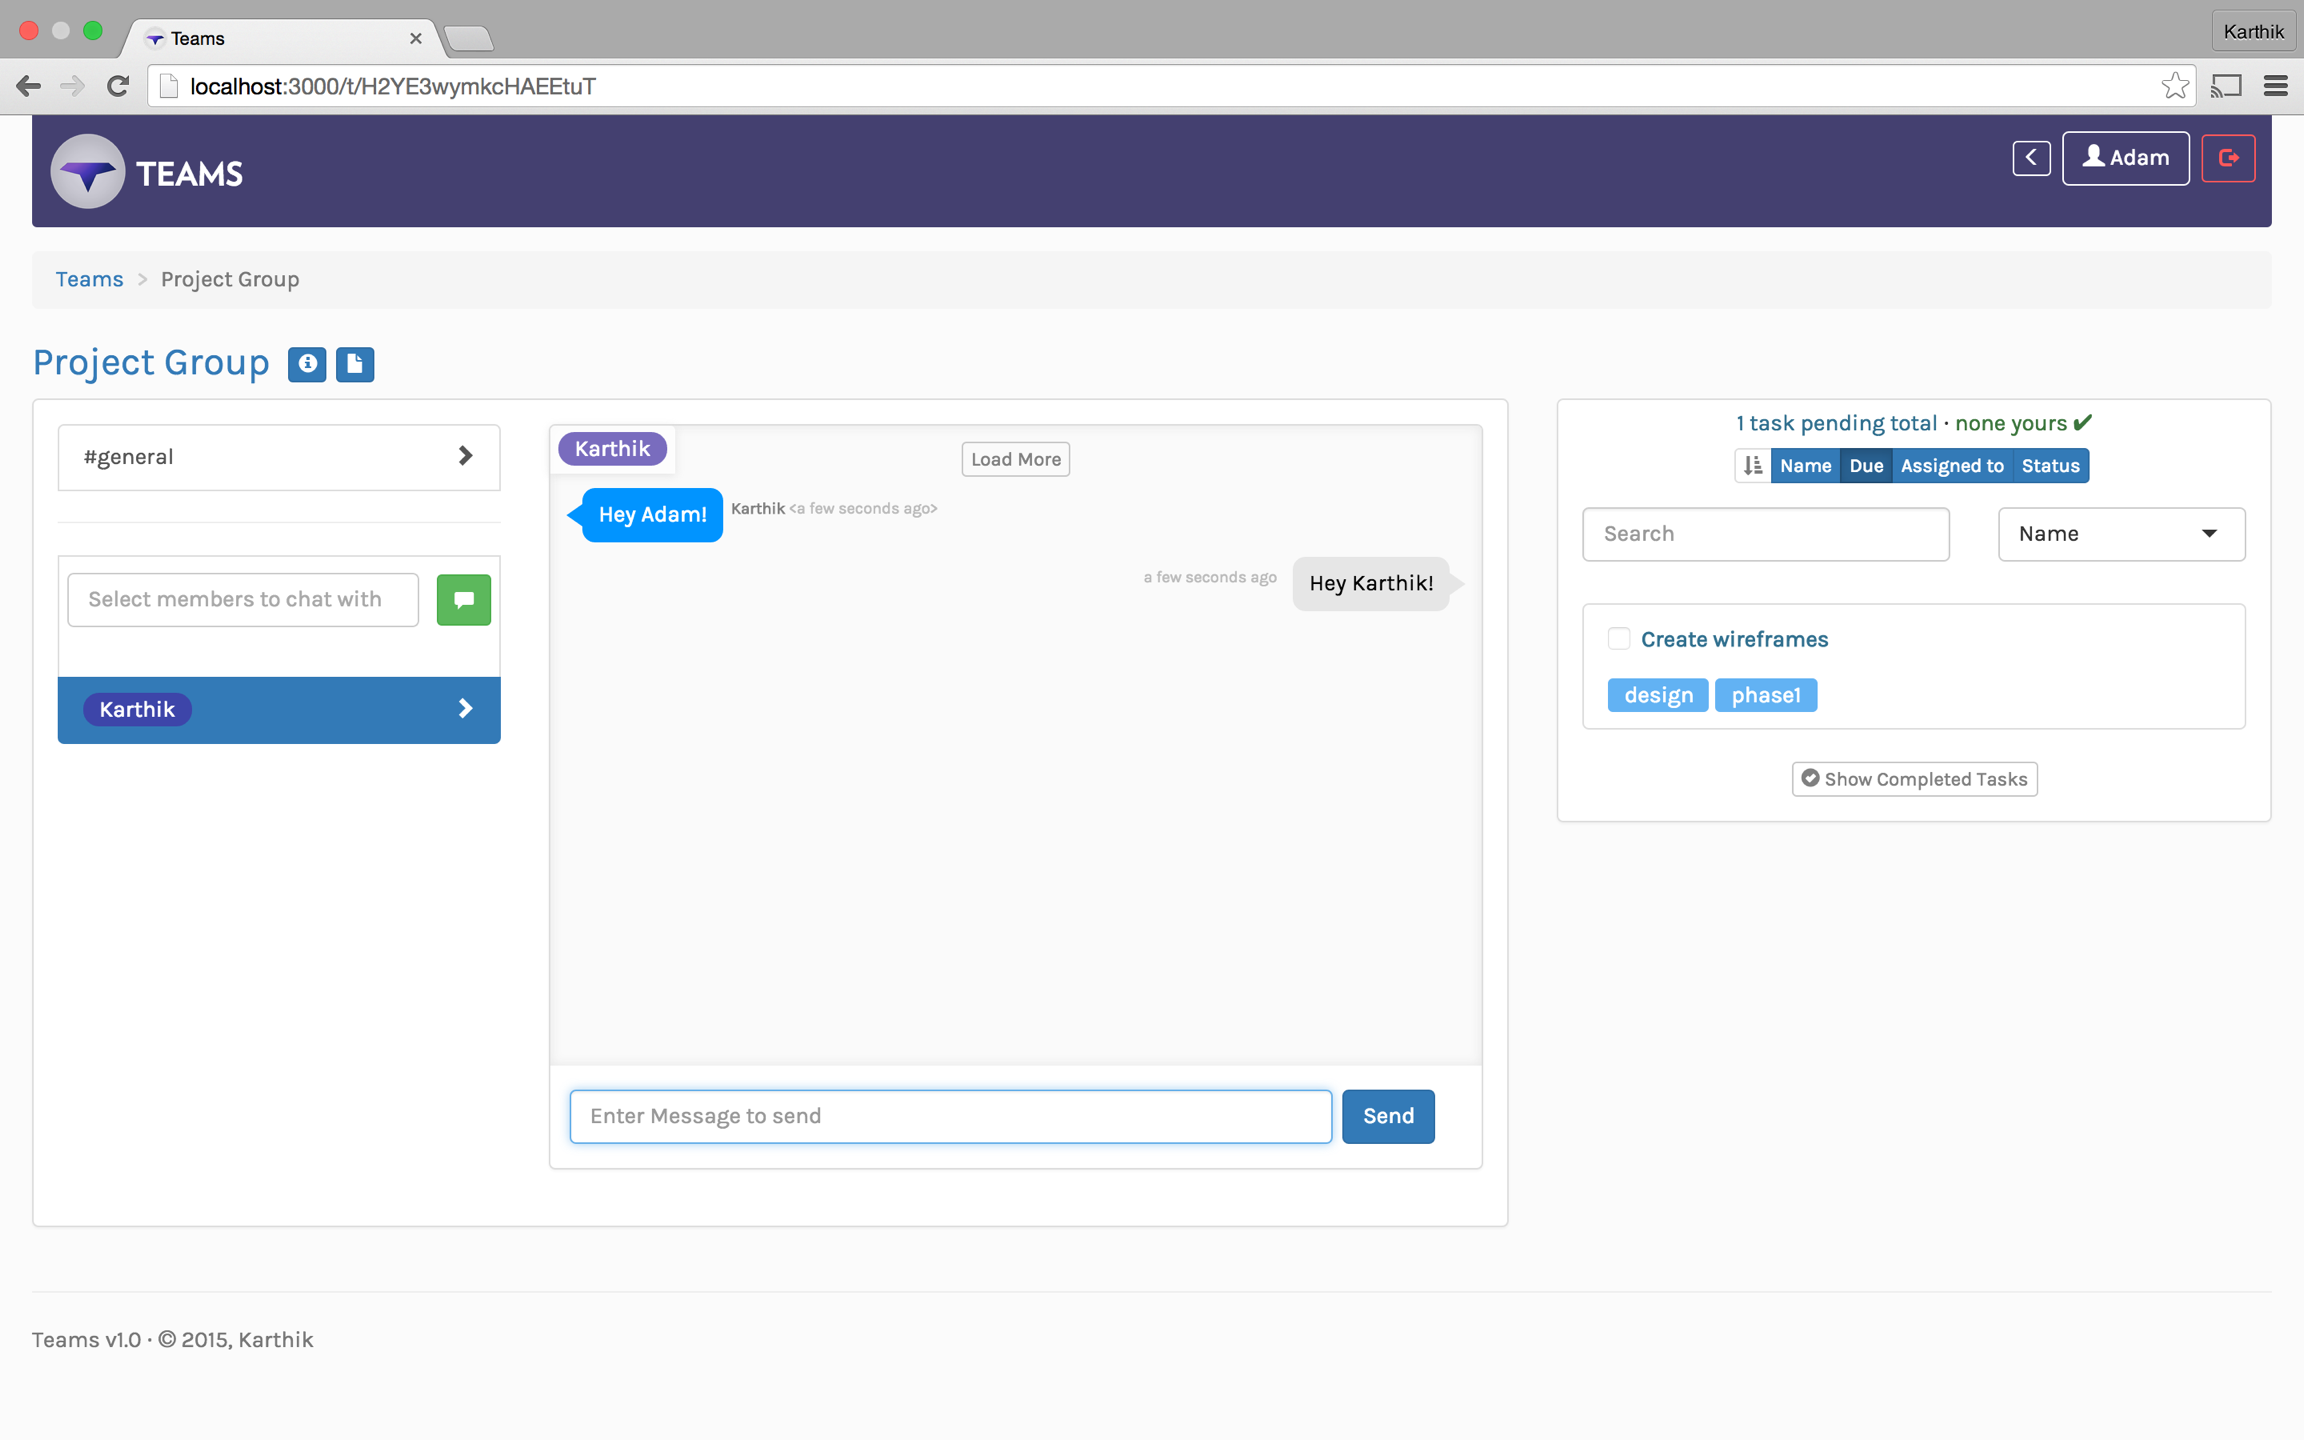 Teams
Karthik
localhost:3000/t/H2YE3wymkcHAEEtuT
TEAMS
Adam
Teams > Project Group
Project Group
#general
Select members to chat with
Karthik
Karthik
Load More
Hey Adam!
Karthik <a few seconds ago>
a few seconds ago
Hey Karthik!
Enter Message to send
Send
1 task pending total · none yours ✔
Name Due Assigned to Status
Search
Name
Create wireframes
design phase1
Show Completed Tasks
Teams v1.0 · © 2015, Karthik